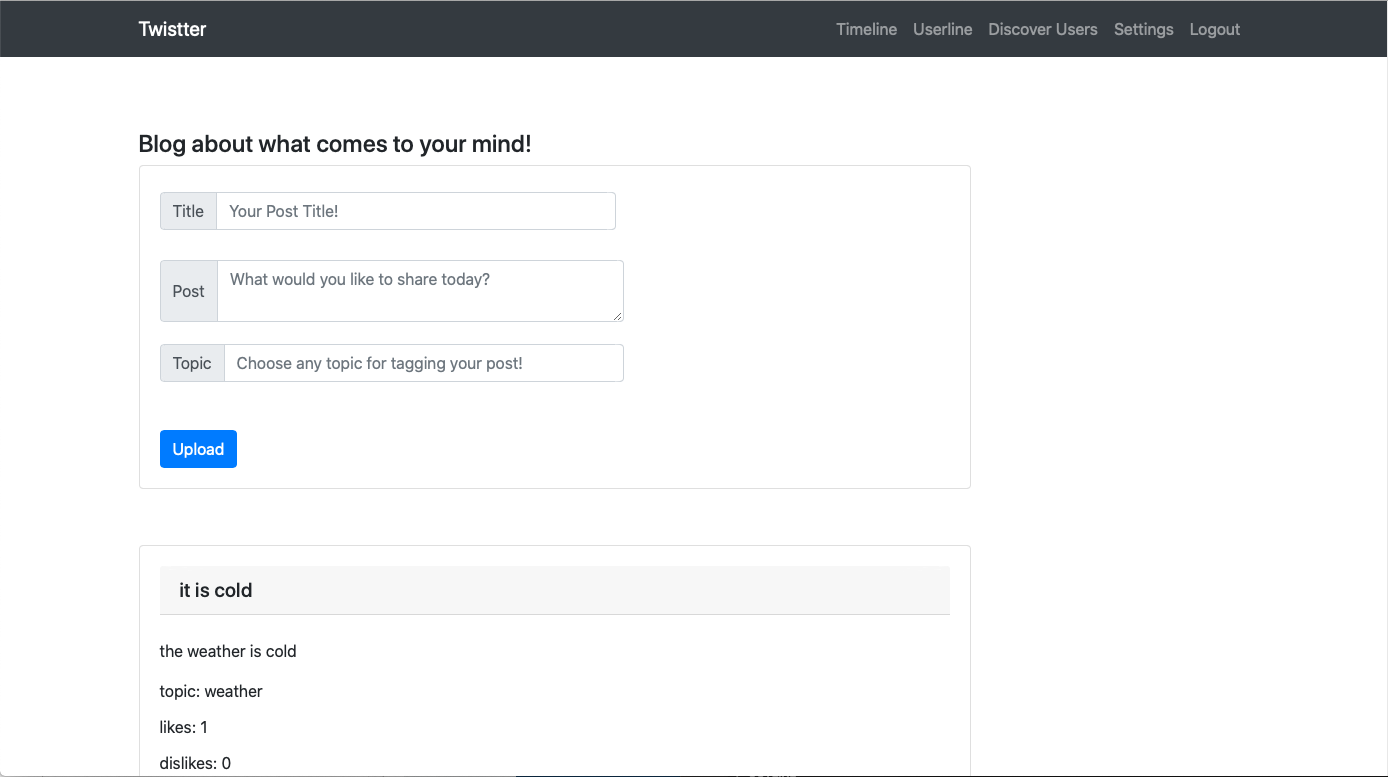 Twistter Timeline Userline Discover Users Settings Logout
Blog about what comes to your mind!
Title Your Post Title!
Post What would you like to share today?
Topic Choose any topic for tagging your post!
Upload
it is cold
the weather is cold
topic: weather
likes: 1
dislikes: 0